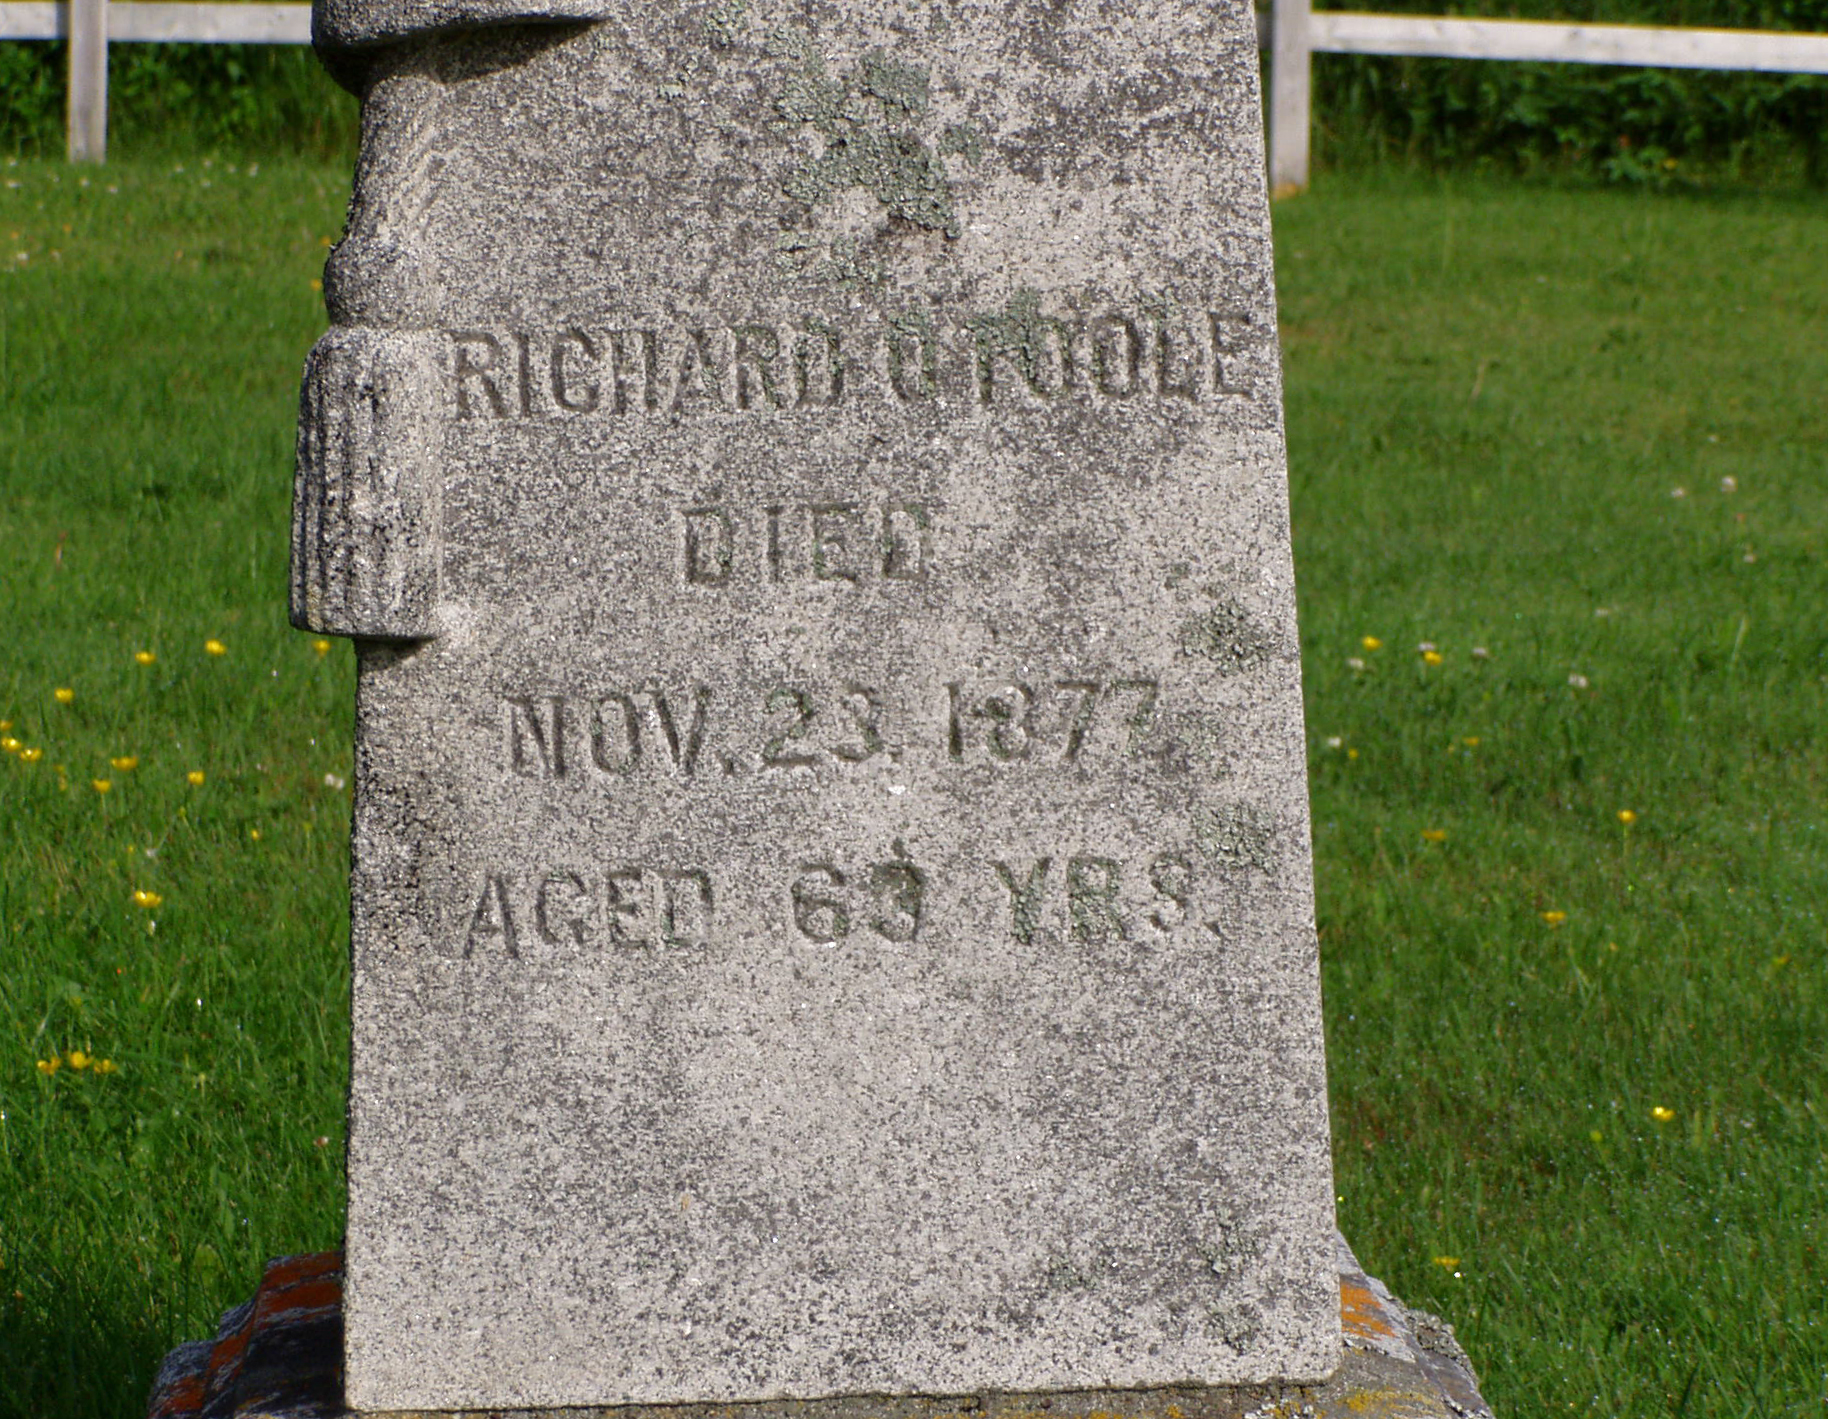 RICHARD O'TOOLE
DIED
NOV. 23. 1877
AGED 63 YRS.